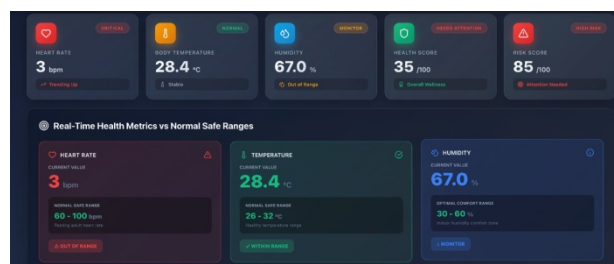 CRITICAL
NORMAL
MONITOR
NEEDS ATTENTION
HIGH RISK
HEART RATE
BODY TEMPERATURE
HUMIDITY
HEALTH SCORE
RISK SCORE
3 bpm
28.4 °C
67.0 %
35 /100
85 /100
Trending Up
Stable
Out of Range
Overall Wellness
Attention Needed
Real-Time Health Metrics vs Normal Safe Ranges
HEART RATE
CURRENT VALUE
3 bpm
NORMAL SAFE RANGE
60 - 100 bpm
Resting adult heart rate
OUT OF RANGE
TEMPERATURE
CURRENT VALUE
28.4 °C
NORMAL SAFE RANGE
26 - 32 °C
Healthy temperature range
WITHIN RANGE
HUMIDITY
CURRENT VALUE
67.0 %
OPTIMAL COMFORT RANGE
30 - 60 %
Indoor humidity comfort zone
MONITOR